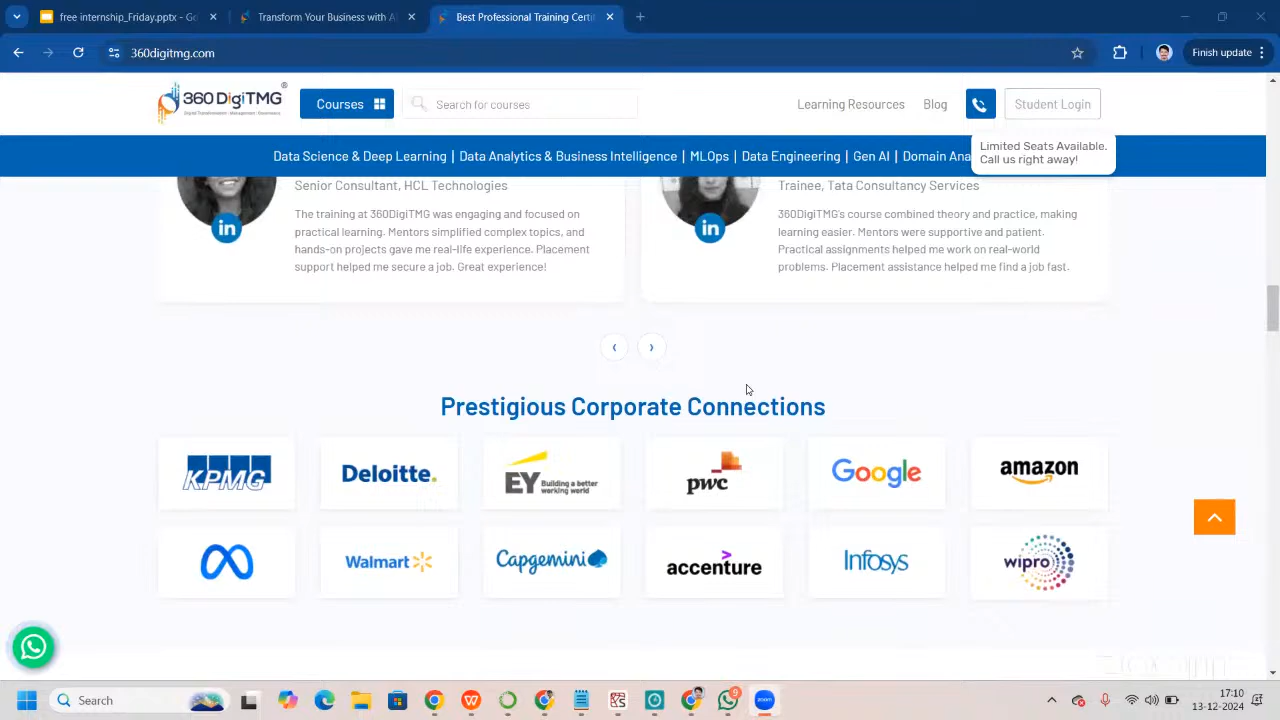 free internship_Friday.pptx - Go
Transform Your Business with AI
Best Professional Training Certi
360digitmg.com
Finish update
360 DigiTMG
Courses
Search for courses
Learning Resources
Blog
Student Login
Data Science & Deep Learning | Data Analytics & Business Intelligence | MLOps | Data Engineering | Gen AI | Domain Ana
Limited Seats Available.
Call us right away!
Senior Consultant, HCL Technologies
The training at 360DigiTMG was engaging and focused on
practical learning. Mentors simplified complex topics, and
hands-on projects gave me real-life experience. Placement
support helped me secure a job. Great experience!
Trainee, Tata Consultancy Services
360DigiTMG's course combined theory and practice, making
learning easier. Mentors were supportive and patient.
Practical assignments helped me work on real-world
problems. Placement assistance helped me find a job fast.
in
in
Prestigious Corporate Connections
KPMG
Deloitte.
EY Building a better
working world
pwc
Google
amazon
Walmart
Capgemini
accenture
Infosys
wipro
Search
9
zoom
17:10
13-12-2024